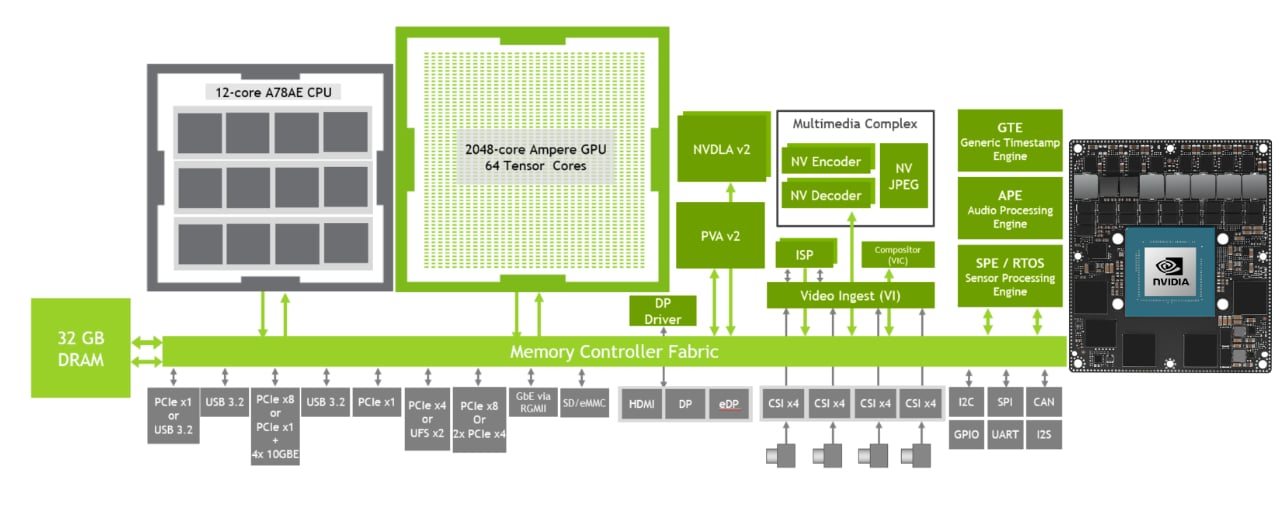 12-core A78AE CPU
2048-core Ampere GPU
64 Tensor Cores
NVDLA v2
PVA v2
Multimedia Complex
NV Encoder
NV Decoder
NV
JPEG
ISP
Compositor
(VIC)
Video Ingest (VI)
GTE
Generic Timestamp
Engine
APE
Audio Processing
Engine
SPE / RTOS
Sensor Processing
Engine
NVIDIA
32 GB
DRAM
DP
Driver
Memory Controller Fabric
PCIe x1
or
USB 3.2
USB 3.2
PCIe x8
or
PCIe x1
+
4x 10GBE
USB 3.2
PCIe x1
PCIe x4
or
UFS x2
PCIe x8
Or
2x PCIe x4
GbE via
RGMII
SD/eMMC
HDMI
DP
eDP
CSI x4
CSI x4
CSI x4
CSI x4
I2C
SPI
CAN
GPIO
UART
I2S